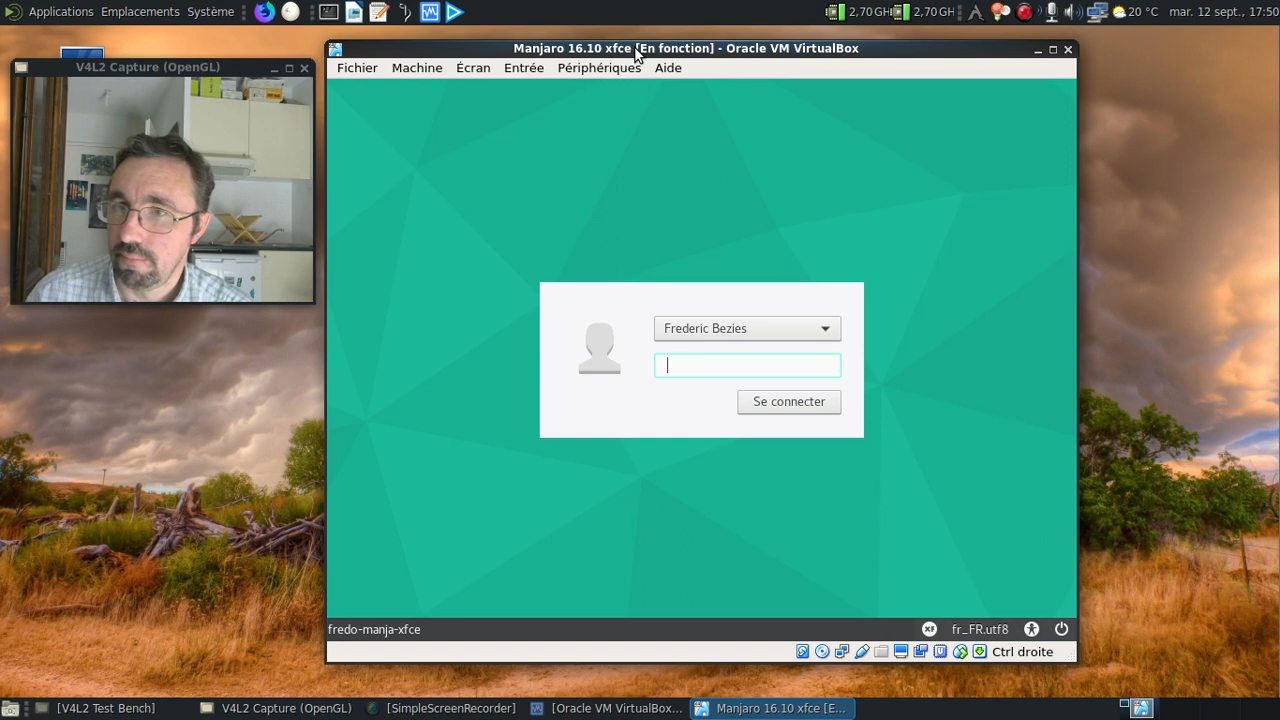 Applications Emplacements Système
2,70 GH 2,70 GH 20 °C mar. 12 sept., 17:50
V4L2 Capture (OpenGL)
Manjaro 16.10 xfce [En fonction] - Oracle VM VirtualBox
Fichier Machine Écran Entrée Périphériques Aide
Frederic Bezies
Se connecter
fredo-manja-xfce
fr_FR.utf8
Ctrl droite
[V4L2 Test Bench] V4L2 Capture (OpenGL) [SimpleScreenRecorder] [Oracle VM VirtualBox... Manjaro 16.10 xfce [E...